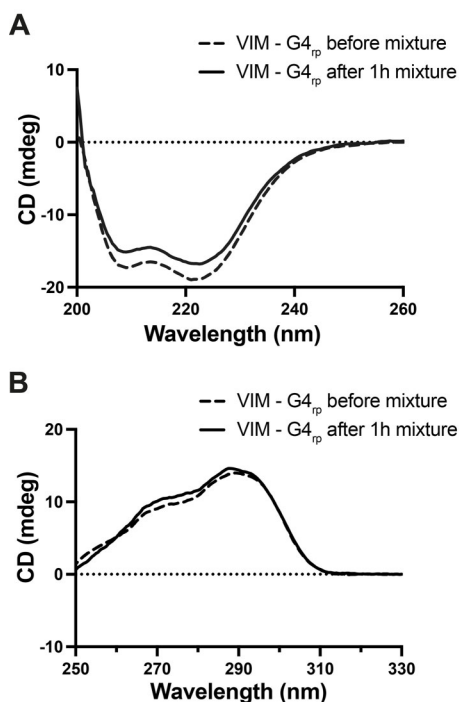 A
VIM - G4rp before mixture
VIM - G4rp after 1h mixture
10
0
-10
-20
CD (mdeg)
200
220
240
260
Wavelength (nm)
B
VIM - G4rp before mixture
VIM - G4rp after 1h mixture
20
10
0
-10
CD (mdeg)
250
270
290
310
330
Wavelength (nm)